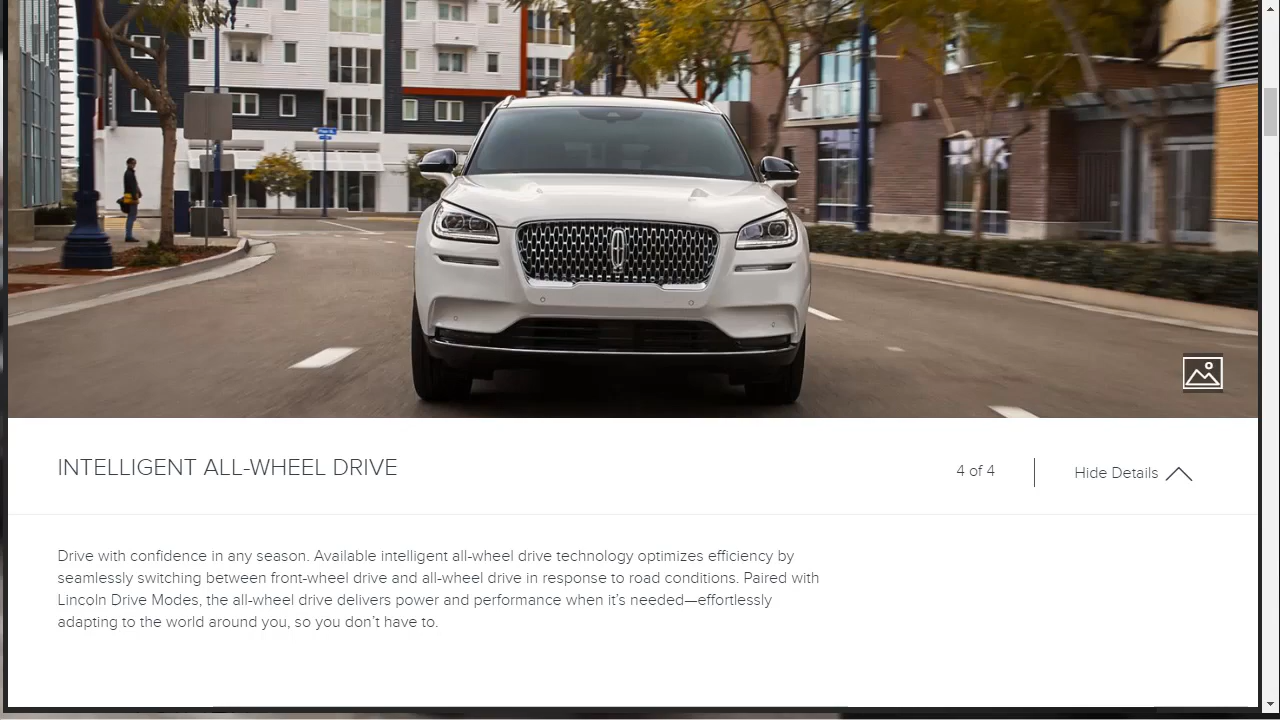 INTELLIGENT ALL-WHEEL DRIVE
4 of 4
Hide Details
Drive with confidence in any season. Available intelligent all-wheel drive technology optimizes efficiency by
seamlessly switching between front-wheel drive and all-wheel drive in response to road conditions. Paired with
Lincoln Drive Modes, the all-wheel drive delivers power and performance when it’s needed—effortlessly
adapting to the world around you, so you don’t have to.